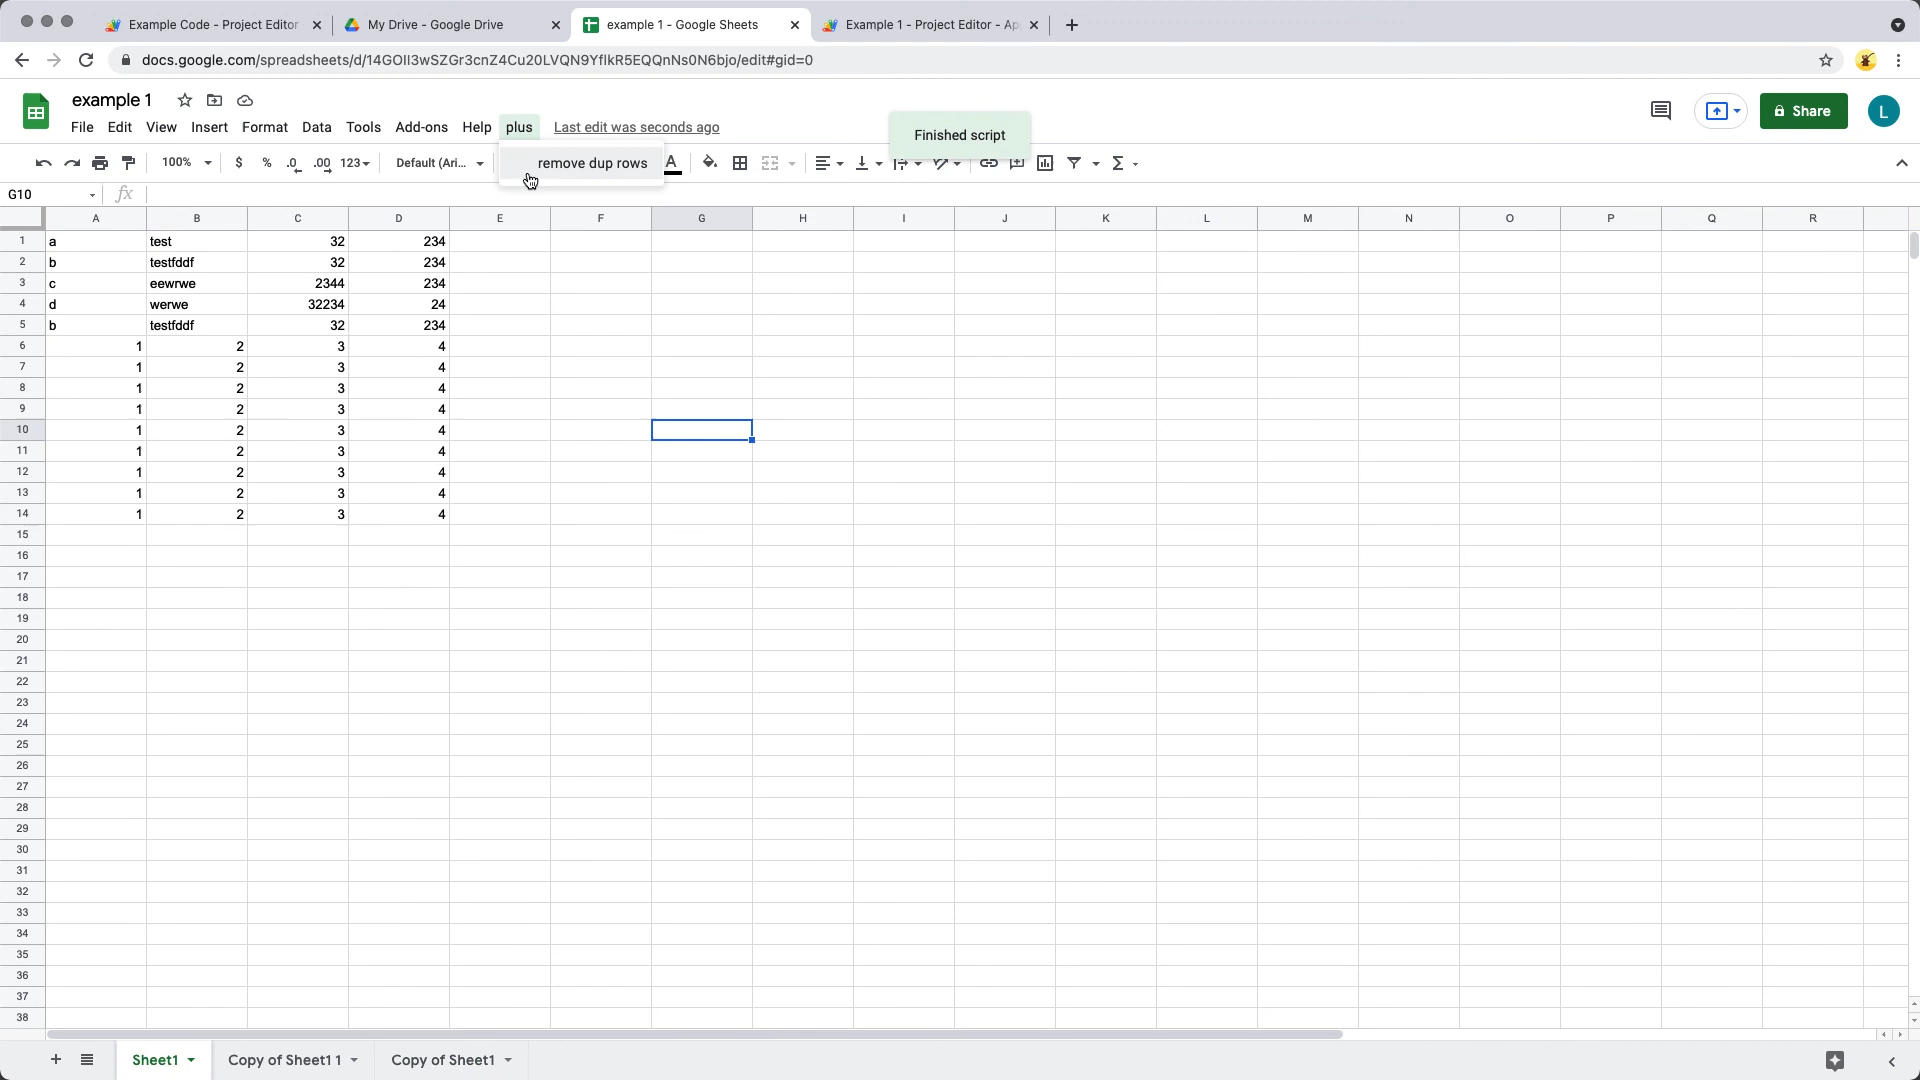 Example Code - Project Editor
My Drive - Google Drive
example 1 - Google Sheets
Example 1 - Project Editor - Ap
docs.google.com/spreadsheets/d/14GOlI3wSZGr3cnZ4Cu20LVQN9YflkR5EQQnNs0N6bjo/edit#gid=0
example 1
File Edit View Insert Format Data Tools Add-ons Help plus Last edit was seconds ago
Finished script
Share
L
100% $ % .0 .00 123 Default (Ari... A
remove dup rows
G10 fx
A B C D E F G H I J K L M N O P Q R
1 a test 32 234
2 b testfddf 32 234
3 c eewrwe 2344 234
4 d werwe 32234 24
5 b testfddf 32 234
6 1 2 3 4
7 1 2 3 4
8 1 2 3 4
9 1 2 3 4
10 1 2 3 4
11 1 2 3 4
12 1 2 3 4
13 1 2 3 4
14 1 2 3 4
15
16
17
18
19
20
21
22
23
24
25
26
27
28
29
30
31
32
33
34
35
36
37
38
Sheet1 Copy of Sheet1 1 Copy of Sheet1